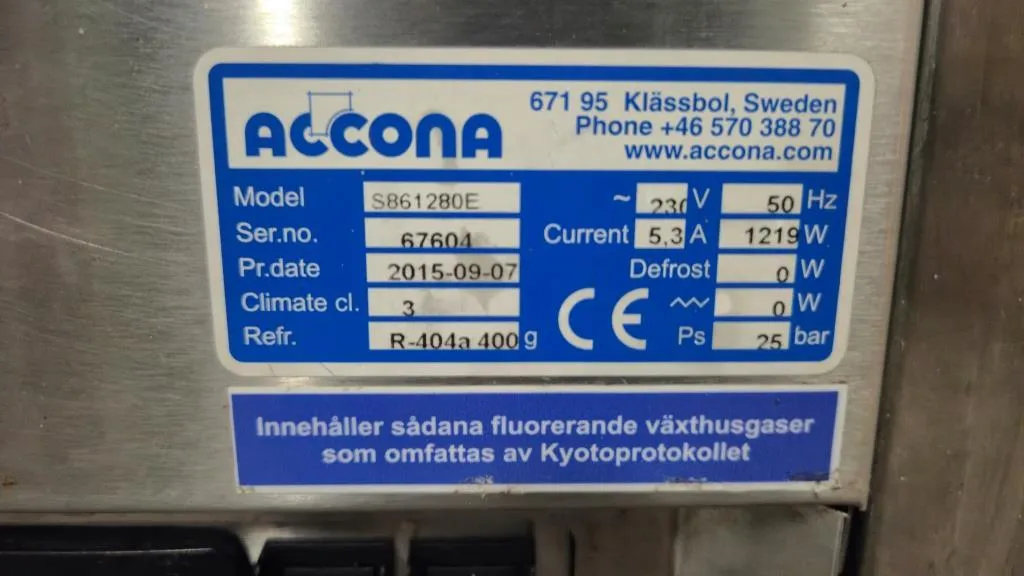 ACCONA
671 95 Klässbol, Sweden
Phone +46 570 388 70
www.accona.com
Model S861280E ~ 230 V 50 Hz
Ser.no. 67604 Current 5,3 A 1219 W
Pr.date 2015-09-07 Defrost 0 W
Climate cl. 3 CE 0 W
Refr. R-404a 400 g Ps 25 bar
Innehåller sådana fluorerande växthusgaser
som omfattas av Kyotoprotokollet